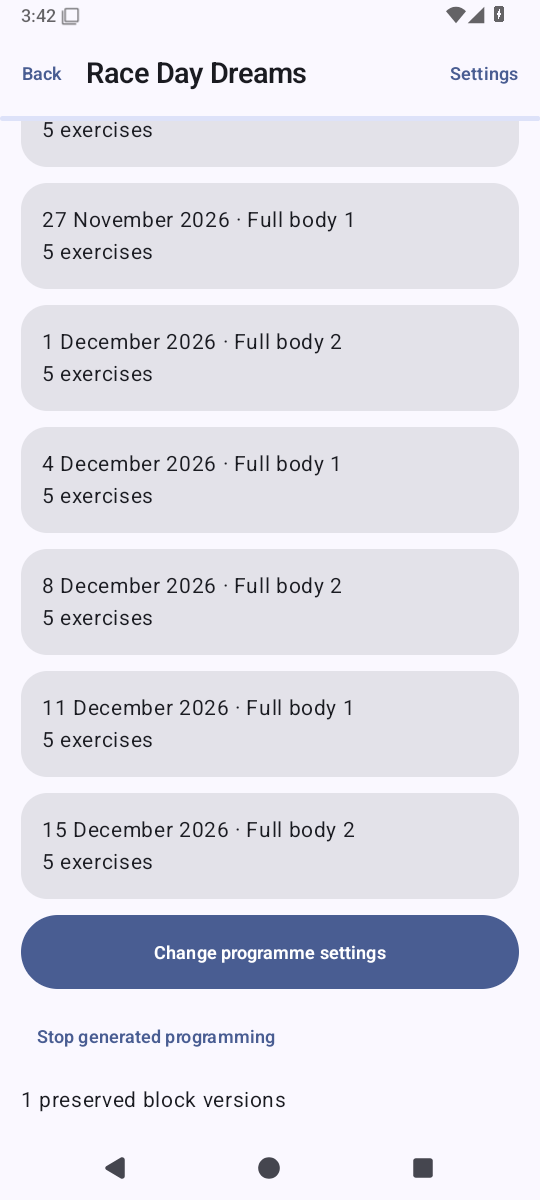 3:42
Back Race Day Dreams Settings
5 exercises
27 November 2026 · Full body 1
5 exercises
1 December 2026 · Full body 2
5 exercises
4 December 2026 · Full body 1
5 exercises
8 December 2026 · Full body 2
5 exercises
11 December 2026 · Full body 1
5 exercises
15 December 2026 · Full body 2
5 exercises
Change programme settings
Stop generated programming
1 preserved block versions